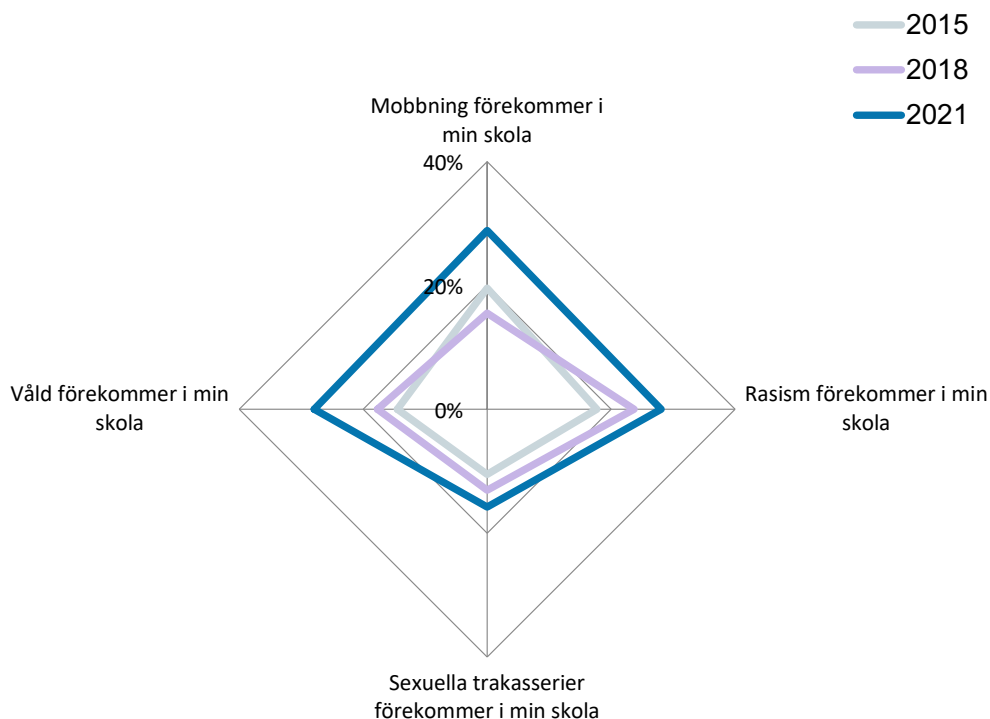 2015
2018
2021
Mobbning förekommer i
min skola
40%
20%
0%
Våld förekommer i min
skola
Rasism förekommer i min
skola
Sexuella trakasserier
förekommer i min skola